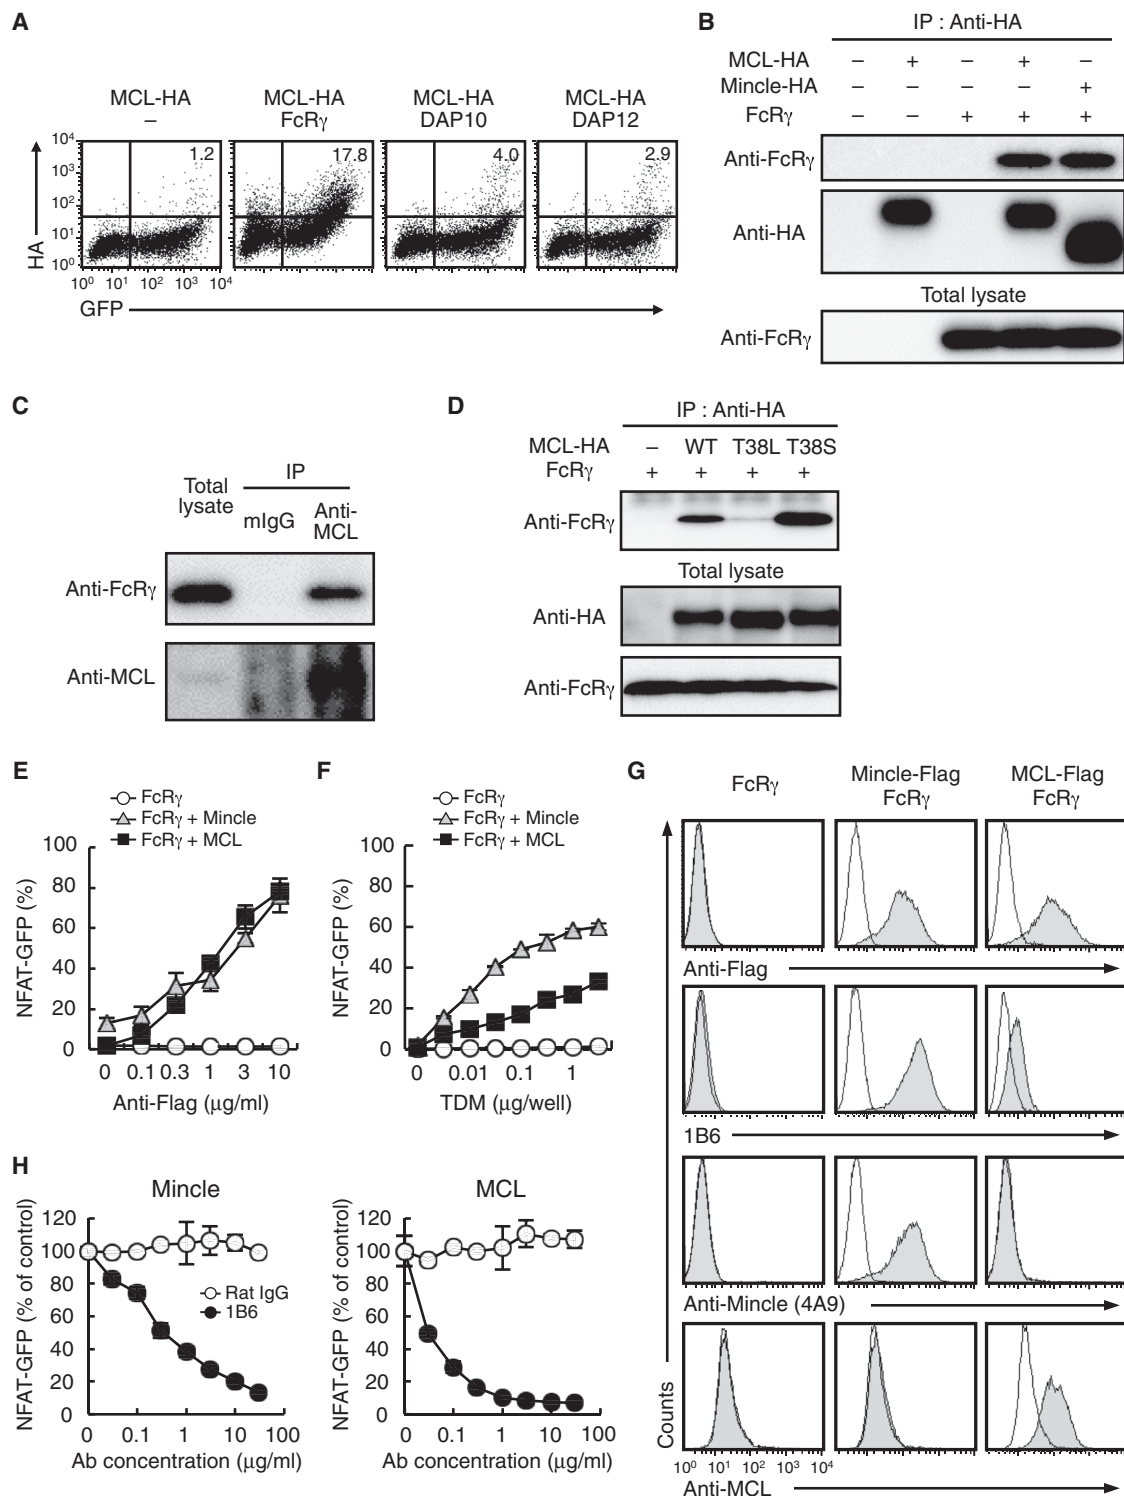 A
MCL-HA
–
MCL-HA
FcRγ
MCL-HA
DAP10
MCL-HA
DAP12
1.2
17.8
4.0
2.9
10⁴
10³
10²
10¹
10⁰
HA
10⁰ 10¹ 10² 10³ 10⁴
GFP
B
IP : Anti-HA
MCL-HA – + – + –
Mincle-HA – – – – +
FcRγ – – + + +
Anti-FcRγ
Anti-HA
Total lysate
Anti-FcRγ
C
Total lysate
IP
mIgG
Anti-MCL
Anti-FcRγ
Anti-MCL
D
IP : Anti-HA
MCL-HA – WT T38L T38S
FcRγ + + + +
Anti-FcRγ
Total lysate
Anti-HA
Anti-FcRγ
E
FcRγ
FcRγ + Mincle
FcRγ + MCL
NFAT-GFP (%)
100
80
60
40
20
0
0 0.1 0.3 1 3 10
Anti-Flag (μg/ml)
F
FcRγ
FcRγ + Mincle
FcRγ + MCL
NFAT-GFP (%)
100
80
60
40
20
0
0 0.01 0.1 1
TDM (μg/well)
G
FcRγ
Mincle-Flag
FcRγ
MCL-Flag
FcRγ
Anti-Flag
1B6
Anti-Mincle (4A9)
Counts
10⁰ 10¹ 10² 10³ 10⁴
Anti-MCL
H
Mincle
NFAT-GFP (% of control)
120
100
80
60
40
20
0
Rat IgG
1B6
0 0.1 1 10 100
Ab concentration (μg/ml)
MCL
NFAT-GFP (% of control)
120
100
80
60
40
20
0
0 0.1 1 10 100
Ab concentration (μg/ml)